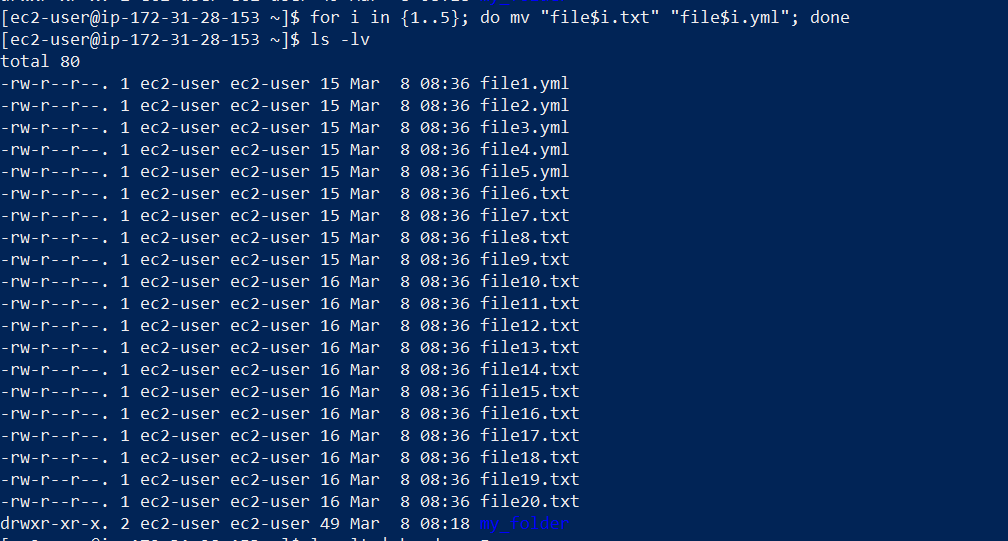 [ec2-user@ip-172-31-28-153 ~]$ for i in {1..5}; do mv "file$i.txt" "file$i.yml"; done
[ec2-user@ip-172-31-28-153 ~]$ ls -lv
total 80
-rw-r--r--. 1 ec2-user ec2-user 15 Mar  8 08:36 file1.yml
-rw-r--r--. 1 ec2-user ec2-user 15 Mar  8 08:36 file2.yml
-rw-r--r--. 1 ec2-user ec2-user 15 Mar  8 08:36 file3.yml
-rw-r--r--. 1 ec2-user ec2-user 15 Mar  8 08:36 file4.yml
-rw-r--r--. 1 ec2-user ec2-user 15 Mar  8 08:36 file5.yml
-rw-r--r--. 1 ec2-user ec2-user 15 Mar  8 08:36 file6.txt
-rw-r--r--. 1 ec2-user ec2-user 15 Mar  8 08:36 file7.txt
-rw-r--r--. 1 ec2-user ec2-user 15 Mar  8 08:36 file8.txt
-rw-r--r--. 1 ec2-user ec2-user 15 Mar  8 08:36 file9.txt
-rw-r--r--. 1 ec2-user ec2-user 16 Mar  8 08:36 file10.txt
-rw-r--r--. 1 ec2-user ec2-user 16 Mar  8 08:36 file11.txt
-rw-r--r--. 1 ec2-user ec2-user 16 Mar  8 08:36 file12.txt
-rw-r--r--. 1 ec2-user ec2-user 16 Mar  8 08:36 file13.txt
-rw-r--r--. 1 ec2-user ec2-user 16 Mar  8 08:36 file14.txt
-rw-r--r--. 1 ec2-user ec2-user 16 Mar  8 08:36 file15.txt
-rw-r--r--. 1 ec2-user ec2-user 16 Mar  8 08:36 file16.txt
-rw-r--r--. 1 ec2-user ec2-user 16 Mar  8 08:36 file17.txt
-rw-r--r--. 1 ec2-user ec2-user 16 Mar  8 08:36 file18.txt
-rw-r--r--. 1 ec2-user ec2-user 16 Mar  8 08:36 file19.txt
-rw-r--r--. 1 ec2-user ec2-user 16 Mar  8 08:36 file20.txt
drwxr-xr-x. 2 ec2-user ec2-user 49 Mar  8 08:18 my_folder